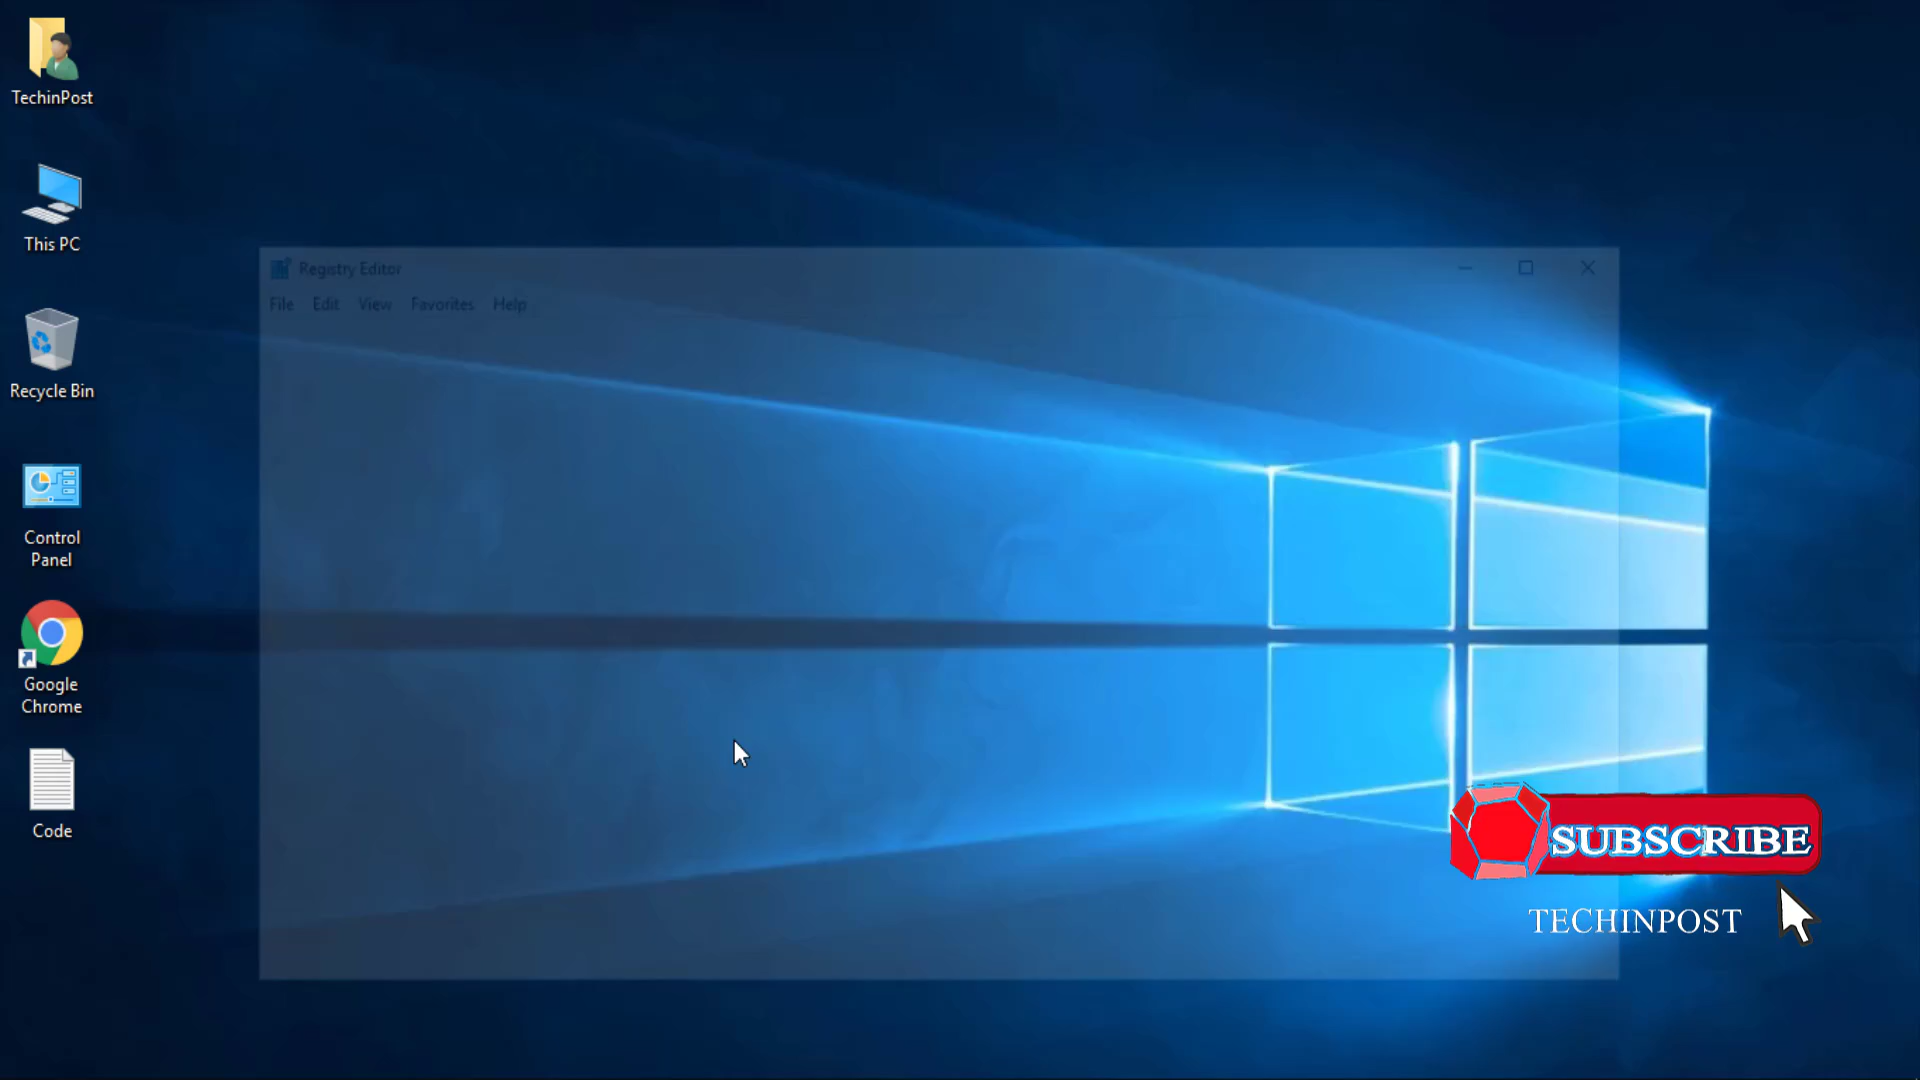 TechinPost
This PC
Recycle Bin
Control
Panel
Google
Chrome
Code
Registry Editor
File Edit View Favorites Help
SUBSCRIBE
TECHINPOST